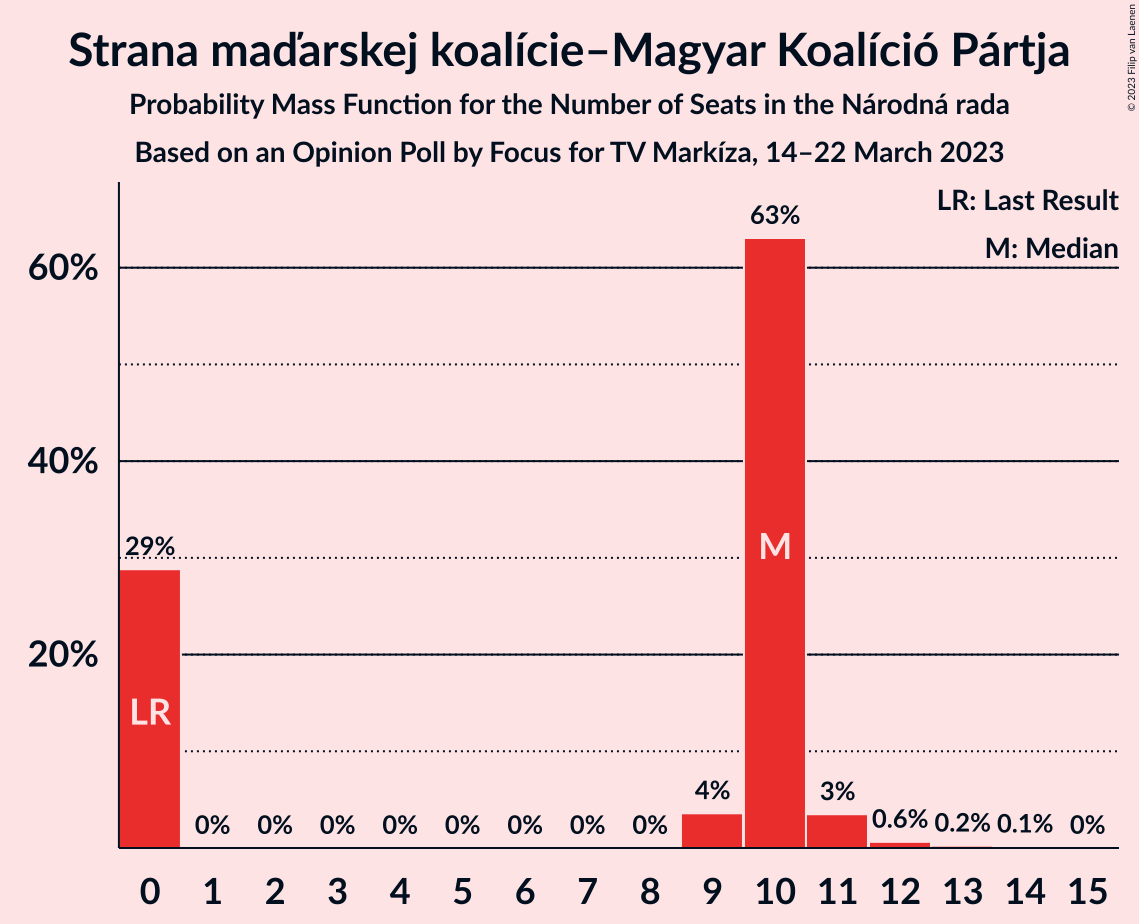 Strana maďarskej koalície–Magyar Koalíció Pártja
Probability Mass Function for the Number of Seats in the Národná rada
Based on an Opinion Poll by Focus for TV Markíza, 14–22 March 2023
© 2023 Filip van Laenen
LR: Last Result
M: Median
60%
40%
20%
29%
0%
0%
0%
0%
0%
0%
0%
0%
4%
63%
3%
0.6%
0.2%
0.1%
0%
LR
M
0 1 2 3 4 5 6 7 8 9 10 11 12 13 14 15